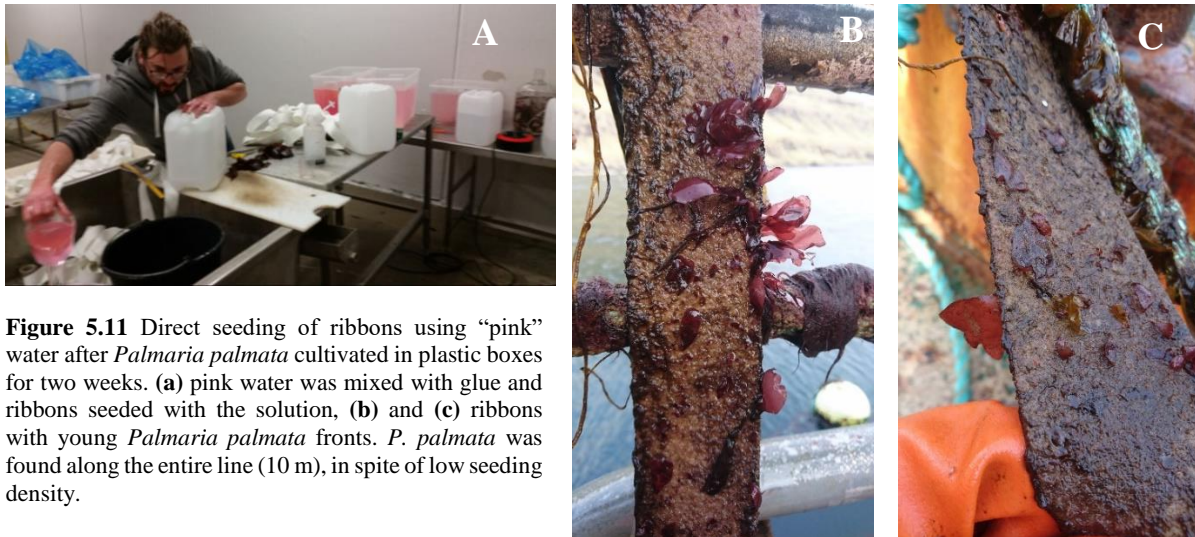 A
B
C
Figure 5.11 Direct seeding of ribbons using “pink”
water after Palmaria palmata cultivated in plastic boxes
for two weeks. (a) pink water was mixed with glue and
ribbons seeded with the solution, (b) and (c) ribbons
with young Palmaria palmata fronts. P. palmata was
found along the entire line (10 m), in spite of low seeding
density.